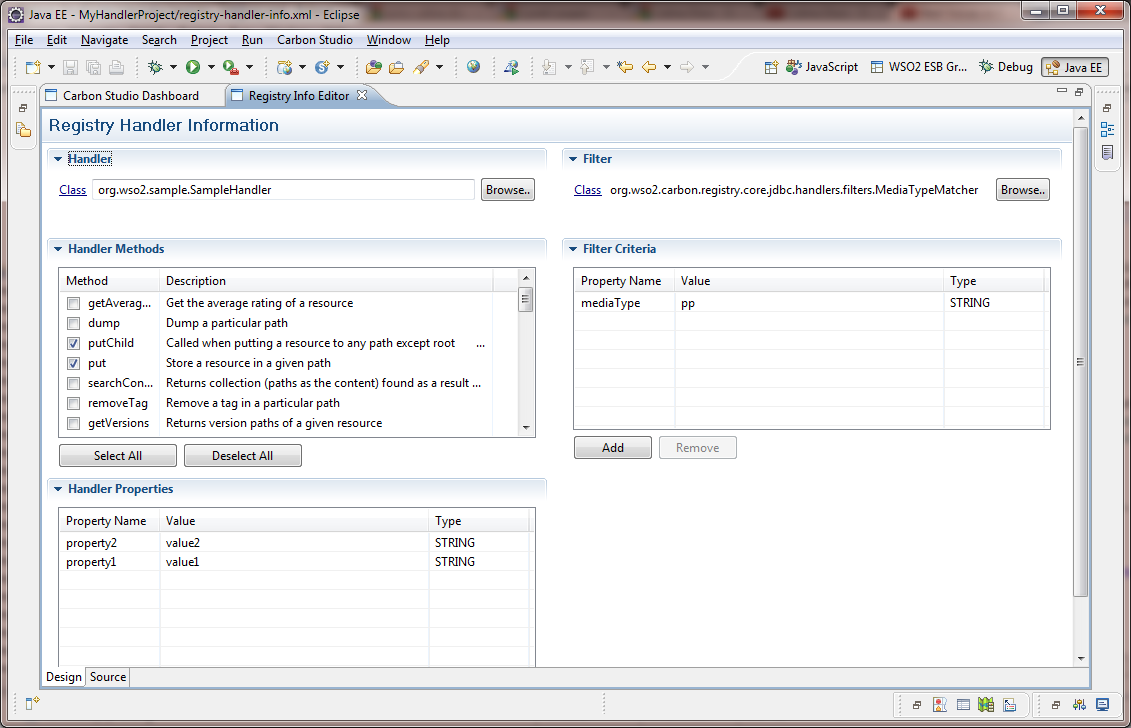 Java EE - MyHandlerProject/registry-handler-info.xml - Eclipse
File Edit Navigate Search Project Run Carbon Studio Window Help
JavaScript WSO2 ESB Gr... Debug Java EE
Carbon Studio Dashboard Registry Info Editor
Registry Handler Information
Handler
Class org.wso2.sample.SampleHandler Browse..
Filter
Class org.wso2.carbon.registry.core.jdbc.handlers.filters.MediaTypeMatcher Browse..
Handler Methods
Method Description
getAverag... Get the average rating of a resource
dump Dump a particular path
putChild Called when putting a resource to any path except root ...
put Store a resource in a given path
searchCon... Returns collection (paths as the content) found as a result ...
removeTag Remove a tag in a particular path
getVersions Returns version paths of a given resource
Select All Deselect All
Filter Criteria
Property Name Value Type
mediaType pp STRING
Add Remove
Handler Properties
Property Name Value Type
property2 value2 STRING
property1 value1 STRING
Design Source